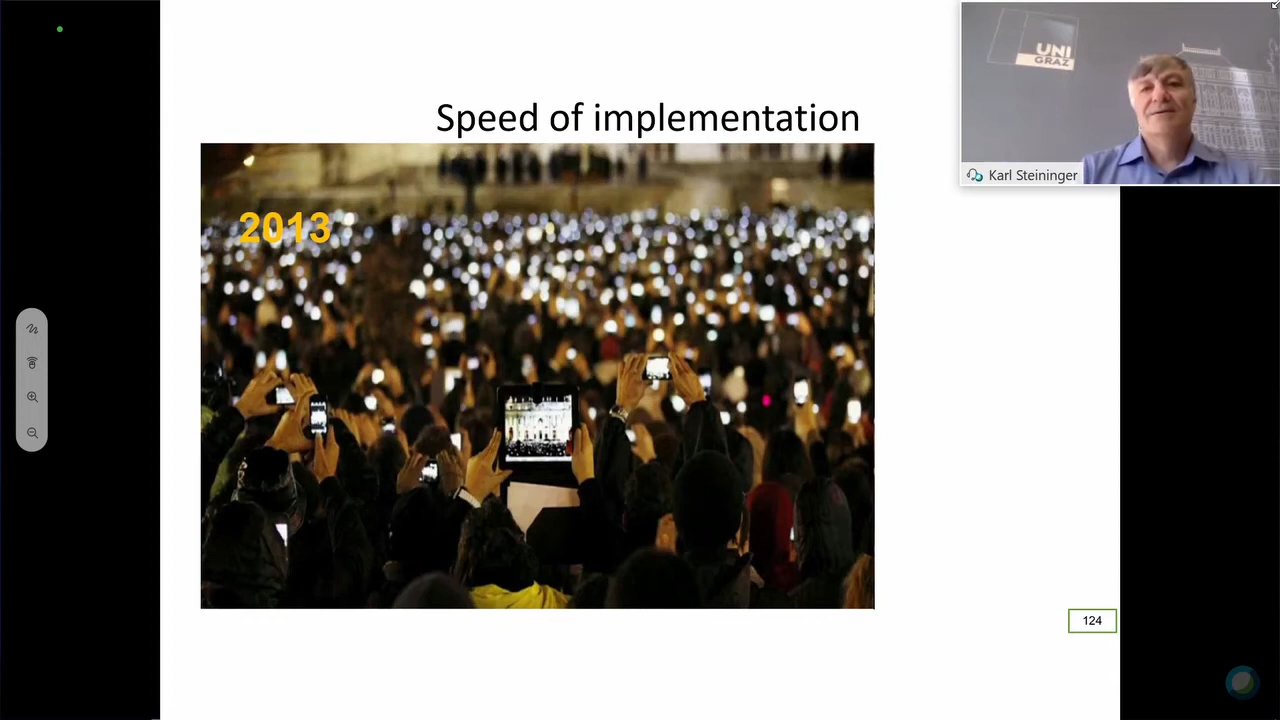 UNI
GRAZ
Karl Steininger
Speed of implementation
2013
124